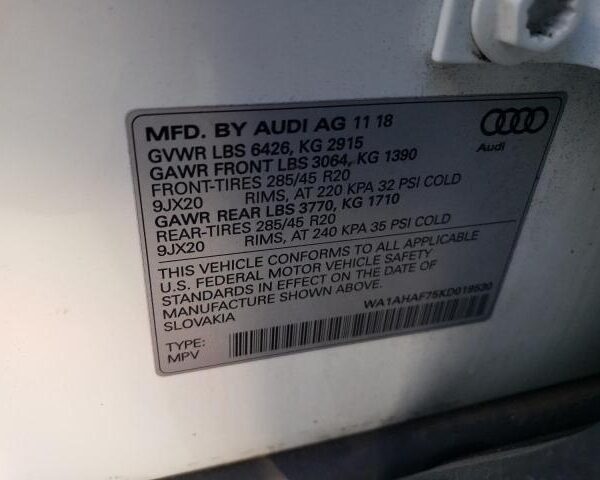 MFD. BY AUDI AG 11 18
GVWR LBS 6426, KG 2915
GAWR FRONT LBS 3064, KG 1390
FRONT-TIRES 285/45 R20
9JX20 RIMS, AT 220 KPA 32 PSI COLD
GAWR REAR LBS 3770, KG 1710
REAR-TIRES 285/45 R20
9JX20 RIMS, AT 240 KPA 35 PSI COLD
Audi
THIS VEHICLE CONFORMS TO ALL APPLICABLE
U.S. FEDERAL MOTOR VEHICLE SAFETY
STANDARDS IN EFFECT ON THE DATE OF
MANUFACTURE SHOWN ABOVE.
SLOVAKIA
TYPE:
MPV